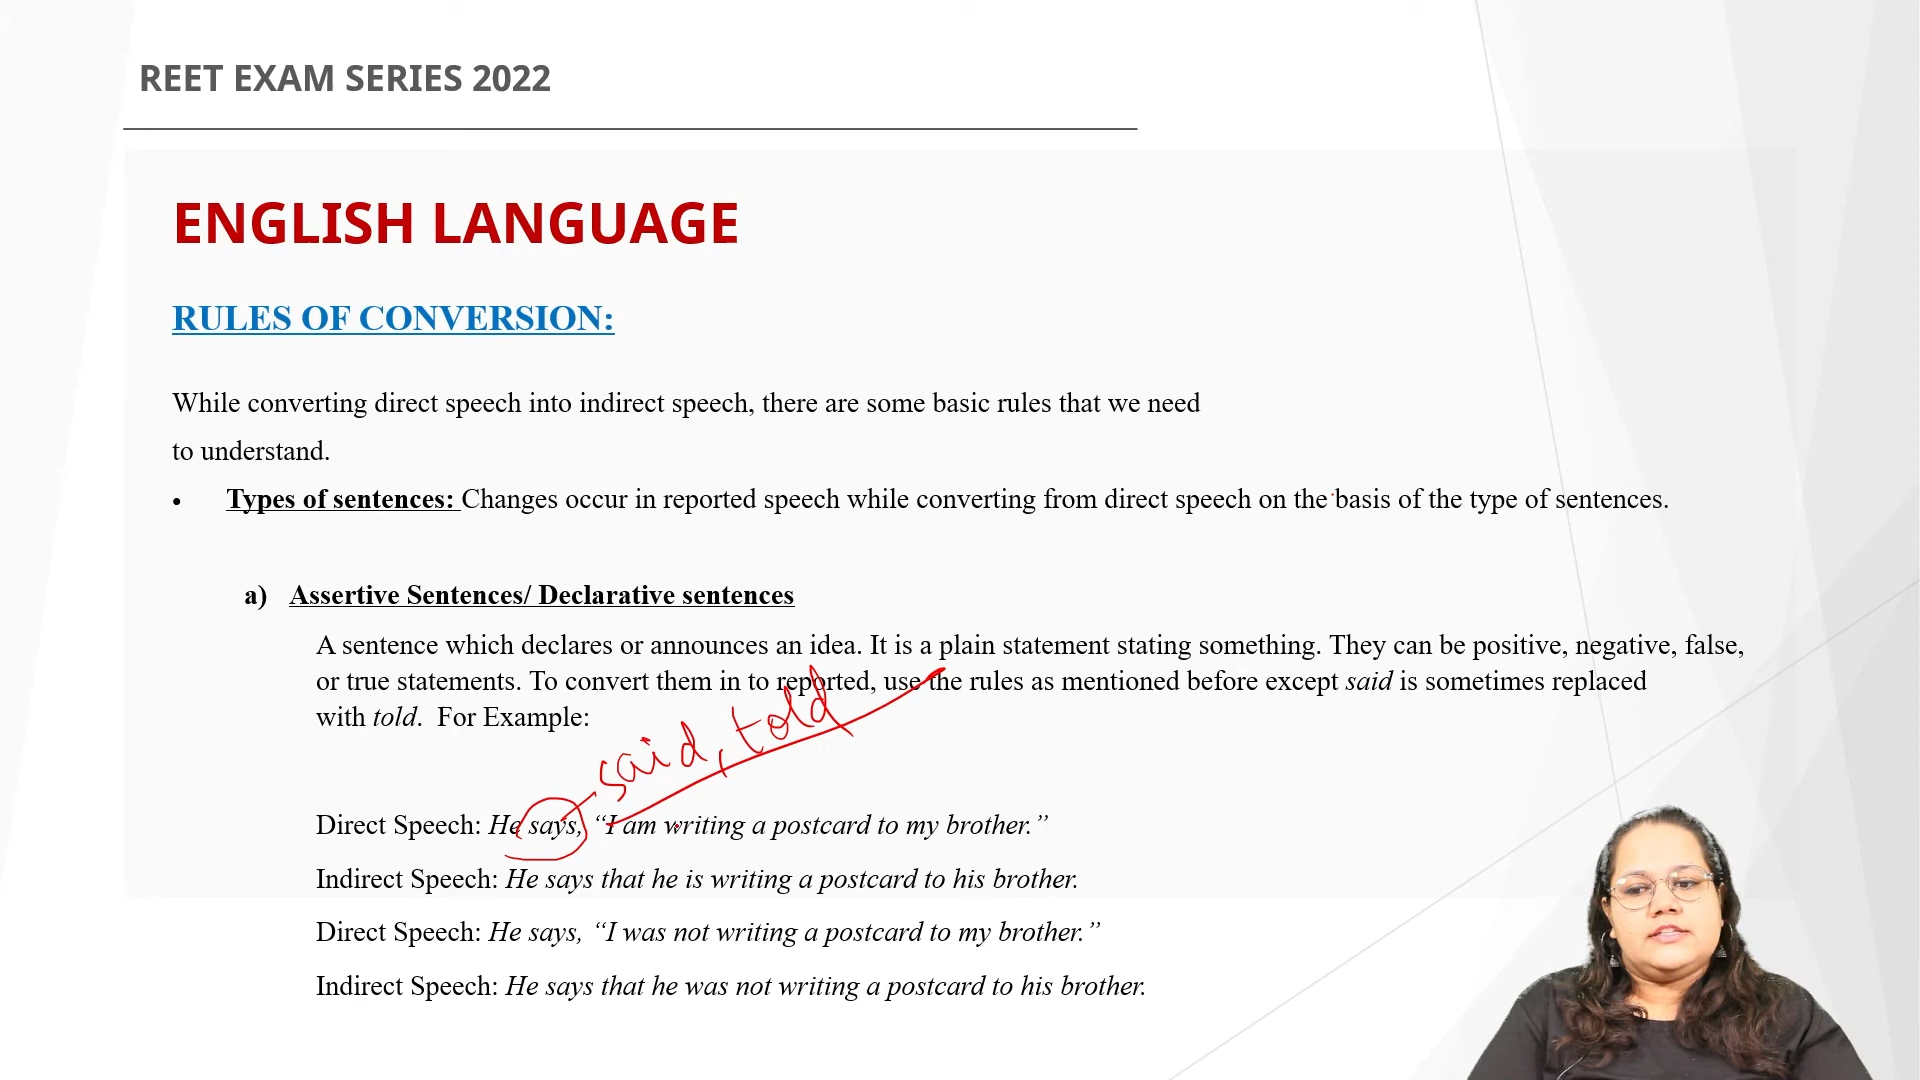 REET EXAM SERIES 2022
ENGLISH LANGUAGE
RULES OF CONVERSION:
While converting direct speech into indirect speech, there are some basic rules that we need
to understand.
• Types of sentences: Changes occur in reported speech while converting from direct speech on the basis of the type of sentences.
a) Assertive Sentences/ Declarative sentences
A sentence which declares or announces an idea. It is a plain statement stating something. They can be positive, negative, false,
or true statements. To convert them in to reported, use the rules as mentioned before except said is sometimes replaced
with told. For Example:
said, told
Direct Speech: He says, “I am writing a postcard to my brother.”
Indirect Speech: He says that he is writing a postcard to his brother.
Direct Speech: He says, “I was not writing a postcard to my brother.”
Indirect Speech: He says that he was not writing a postcard to his brother.